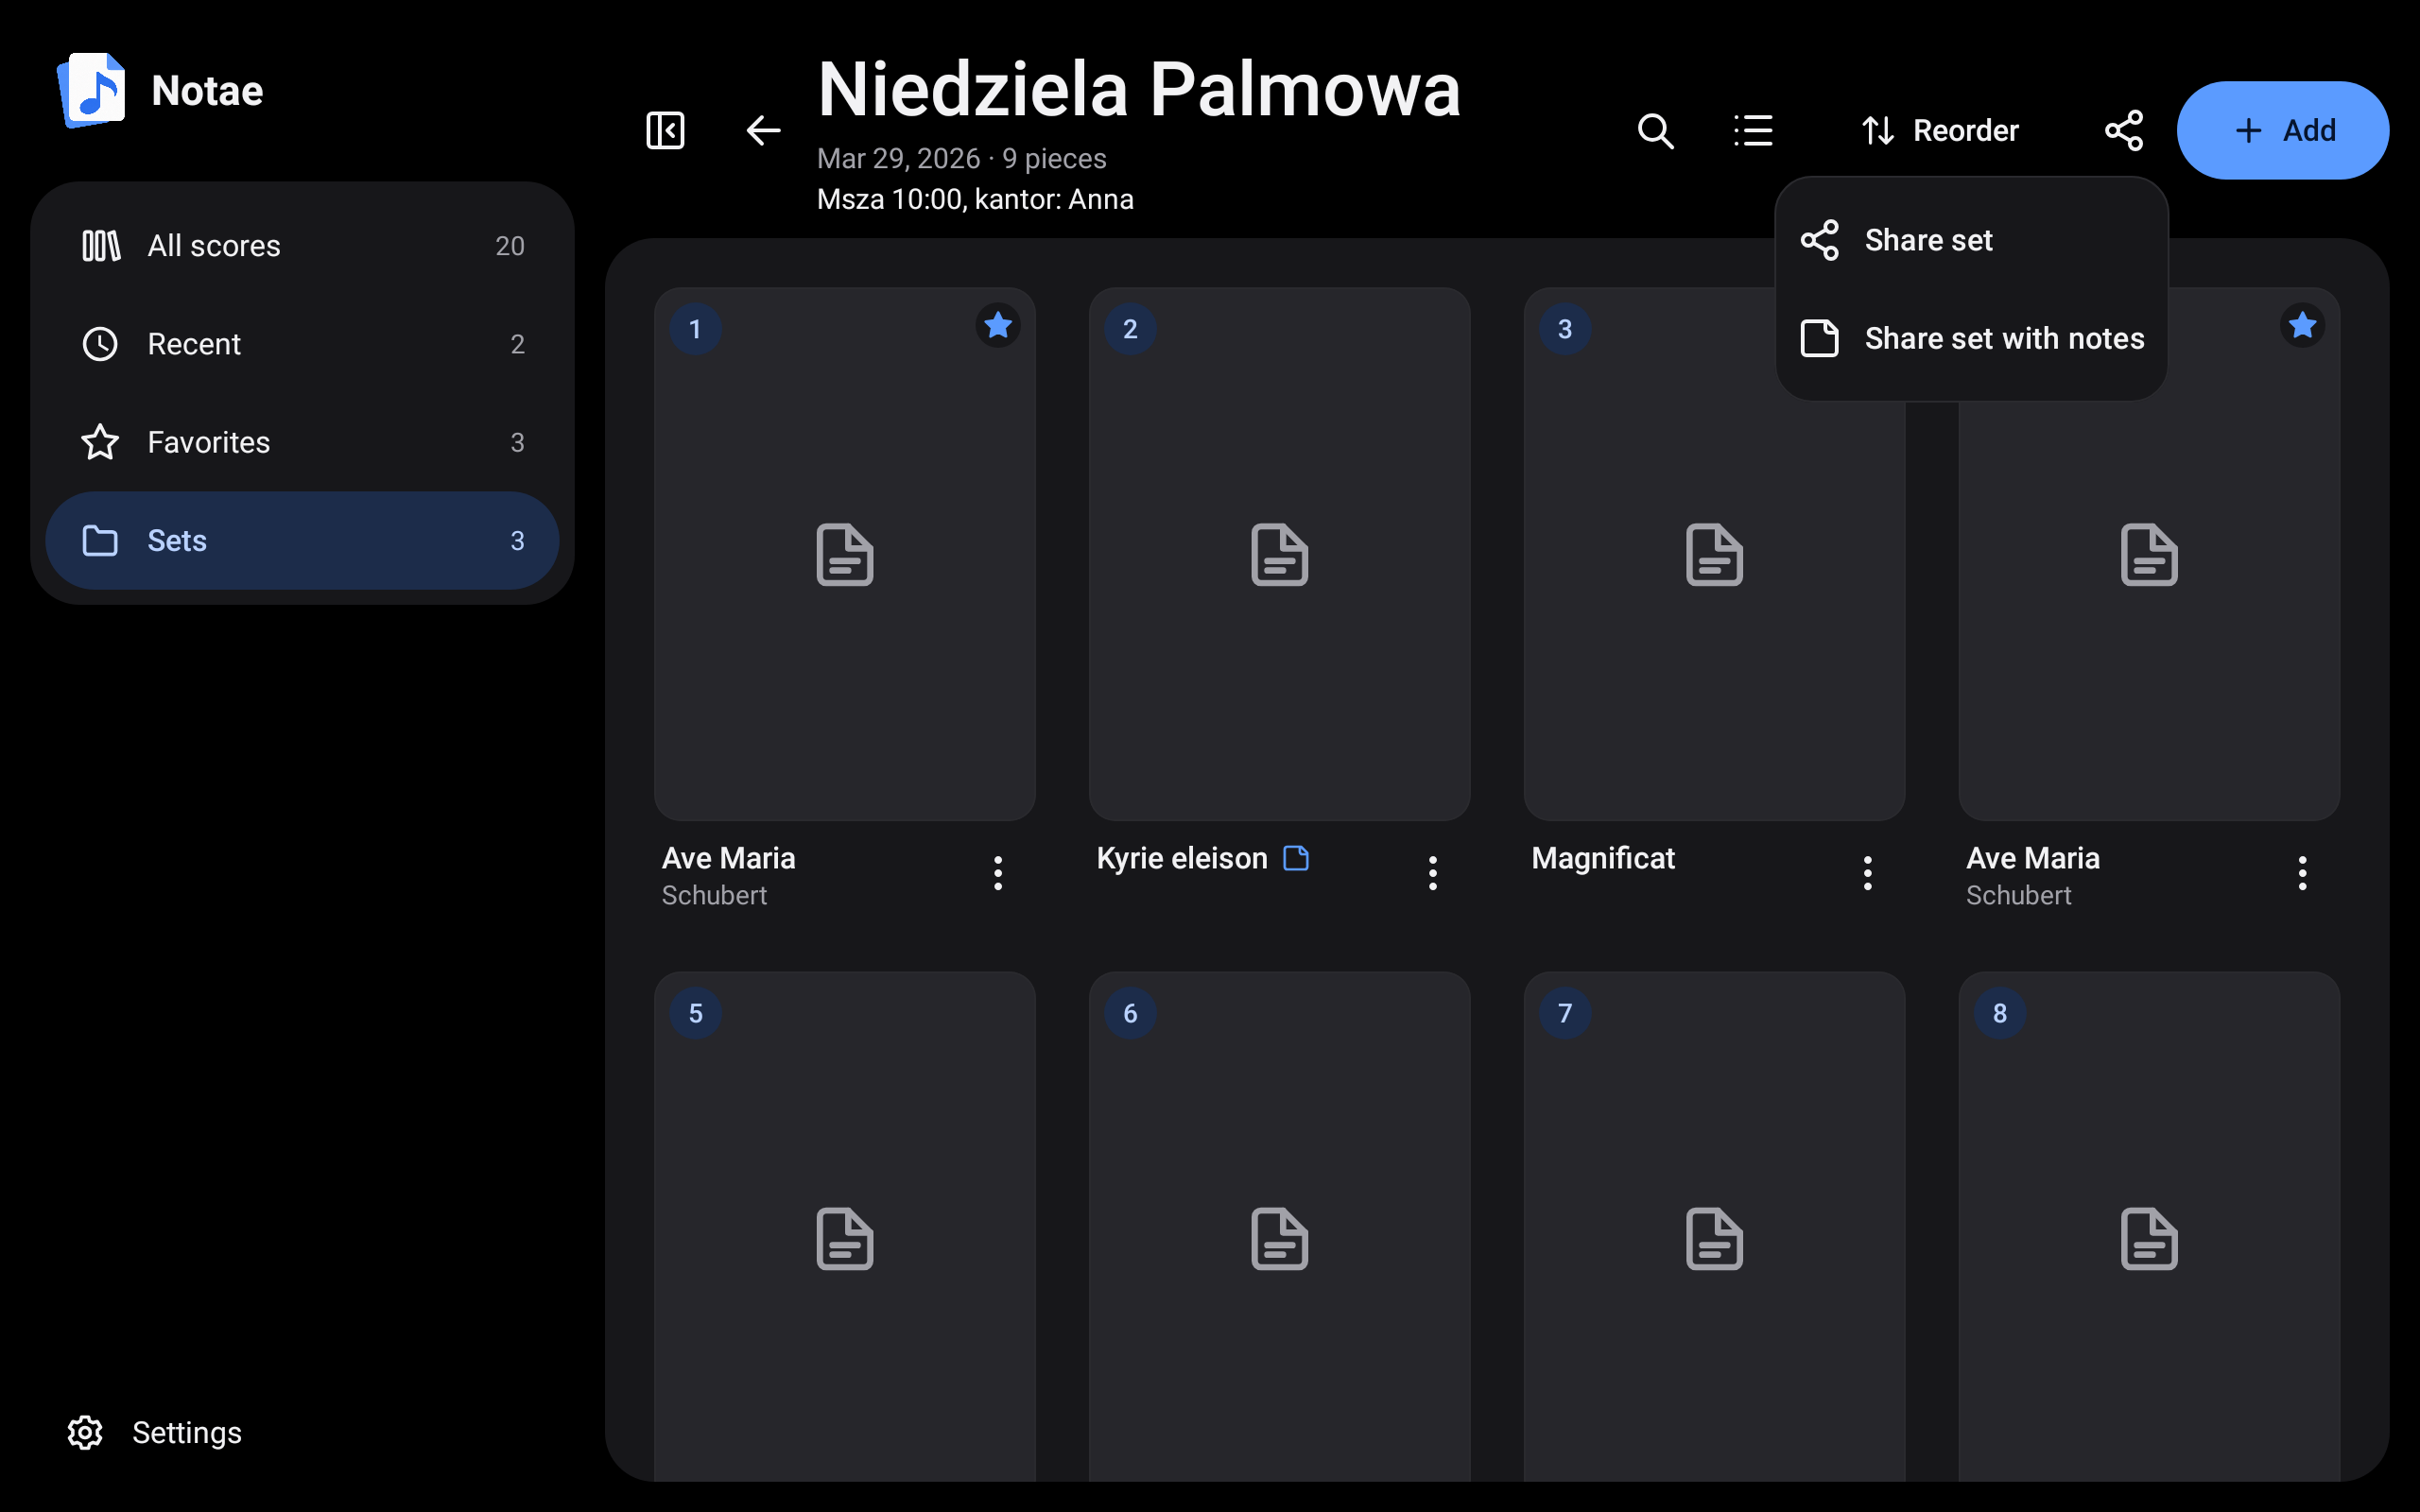 Notae
All scores 20
Recent 2
Favorites 3
Sets 3
Settings
Niedziela Palmowa
Mar 29, 2026 · 9 pieces
Msza 10:00, kantor: Anna
Reorder
Add
Share set
Share set with notes
1
2
3
Ave Maria
Schubert
Kyrie eleison
Magnificat
Ave Maria
Schubert
5
6
7
8